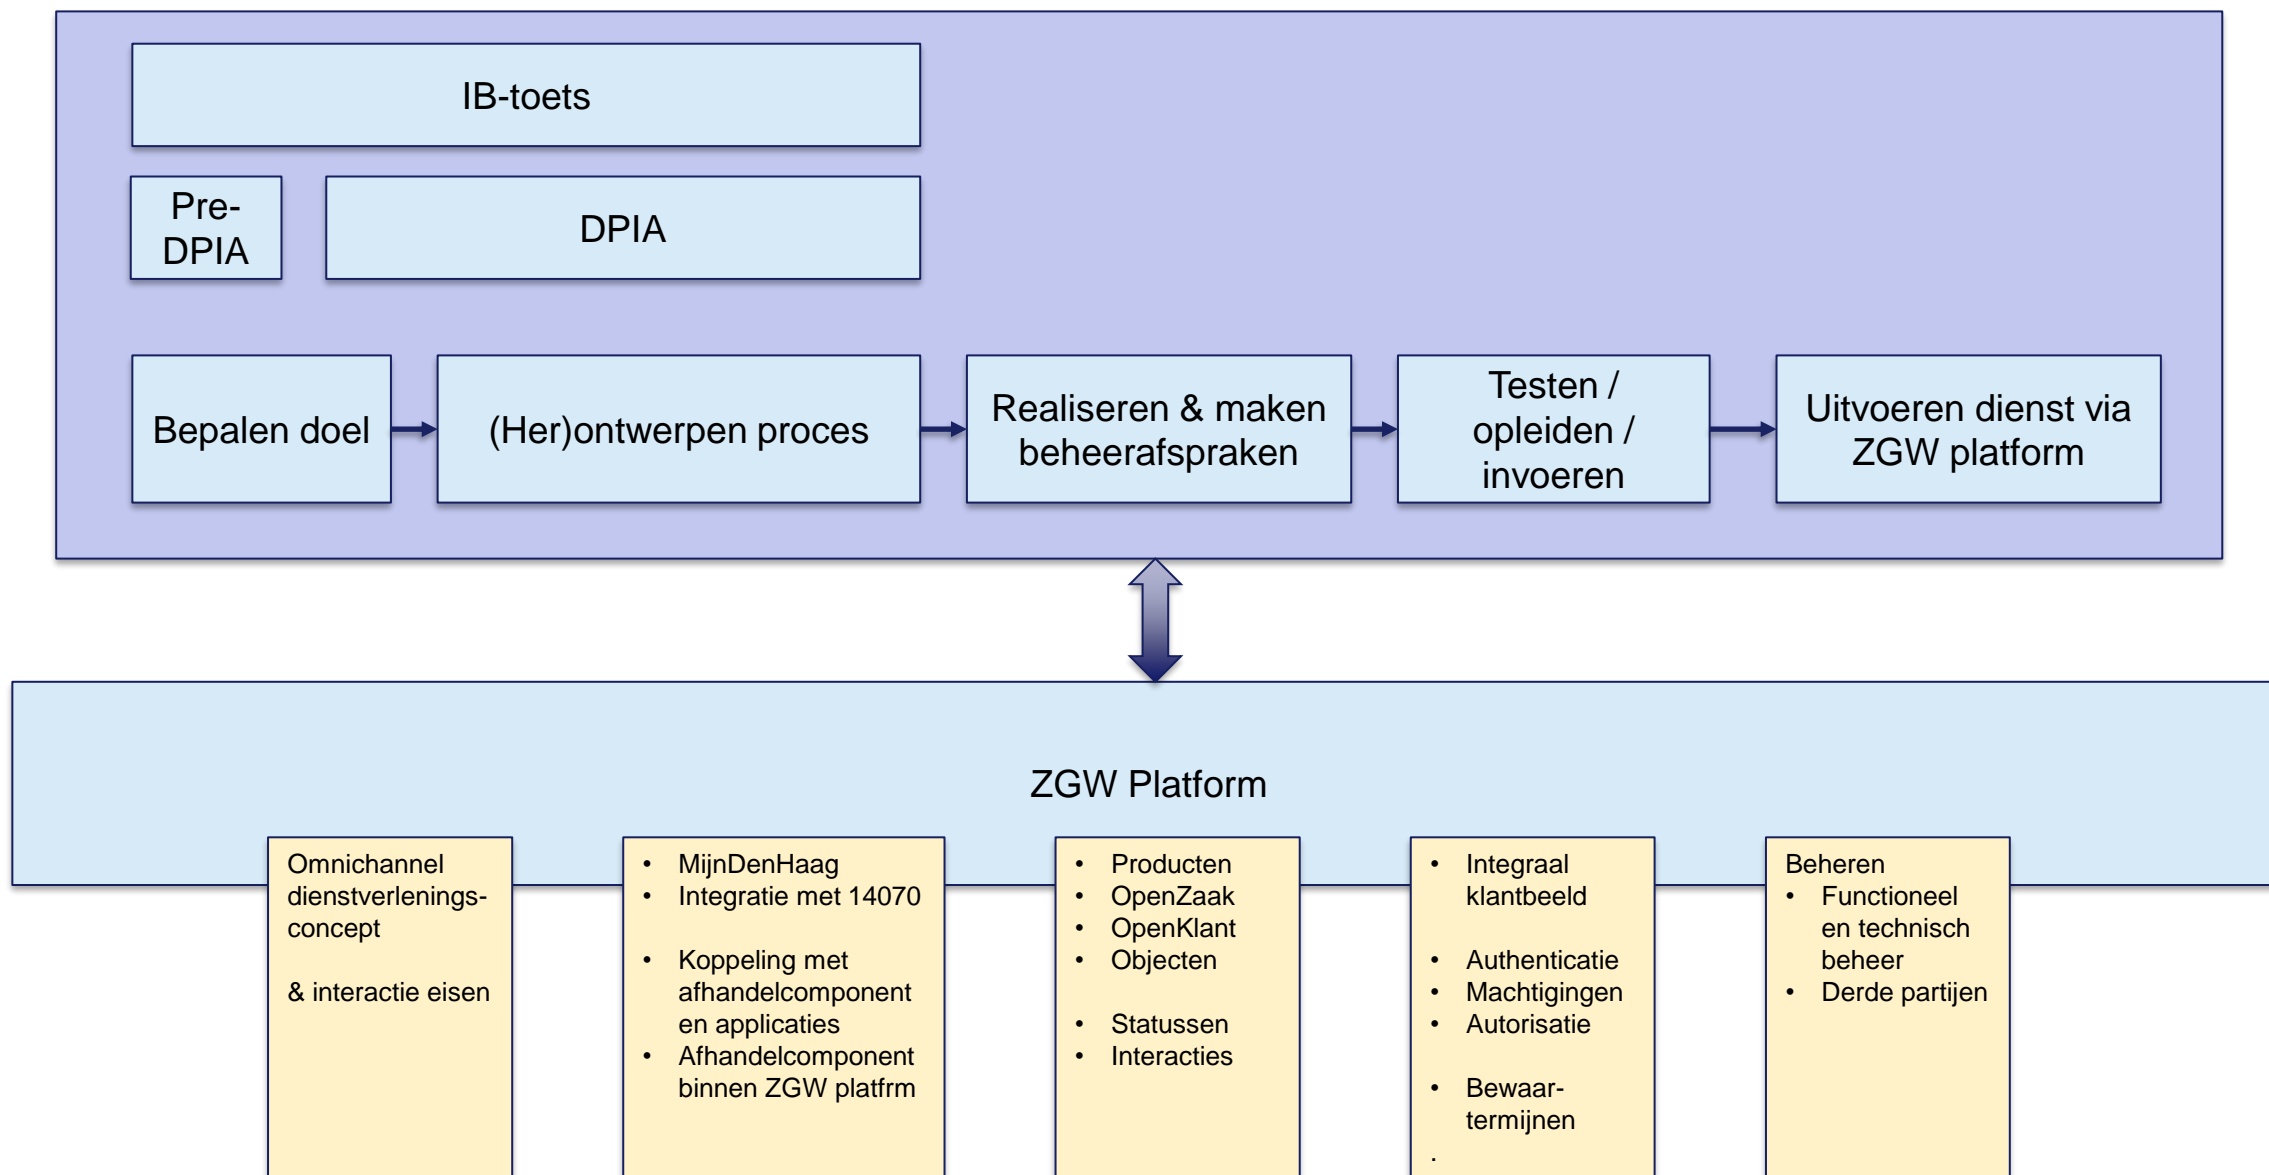 IB-toets
Pre-
DPIA
DPIA
Bepalen doel
(Her)ontwerpen proces
Realiseren & maken
beheerafspraken
Testen /
opleiden /
invoeren
Uitvoeren dienst via
ZGW platform
ZGW Platform
Omnichannel
dienstverlenings-
concept
& interactie eisen
• MijnDenHaag
• Integratie met 14070
• Koppeling met
afhandelcomponent
en applicaties
• Afhandelcomponent
binnen ZGW platfrm
• Producten
• OpenZaak
• OpenKlant
• Objecten
• Statussen
• Interacties
• Integraal
klantbeeld
• Authenticatie
• Machtigingen
• Autorisatie
• Bewaar-
termijnen
.
Beheren
• Functioneel
en technisch
beheer
• Derde partijen